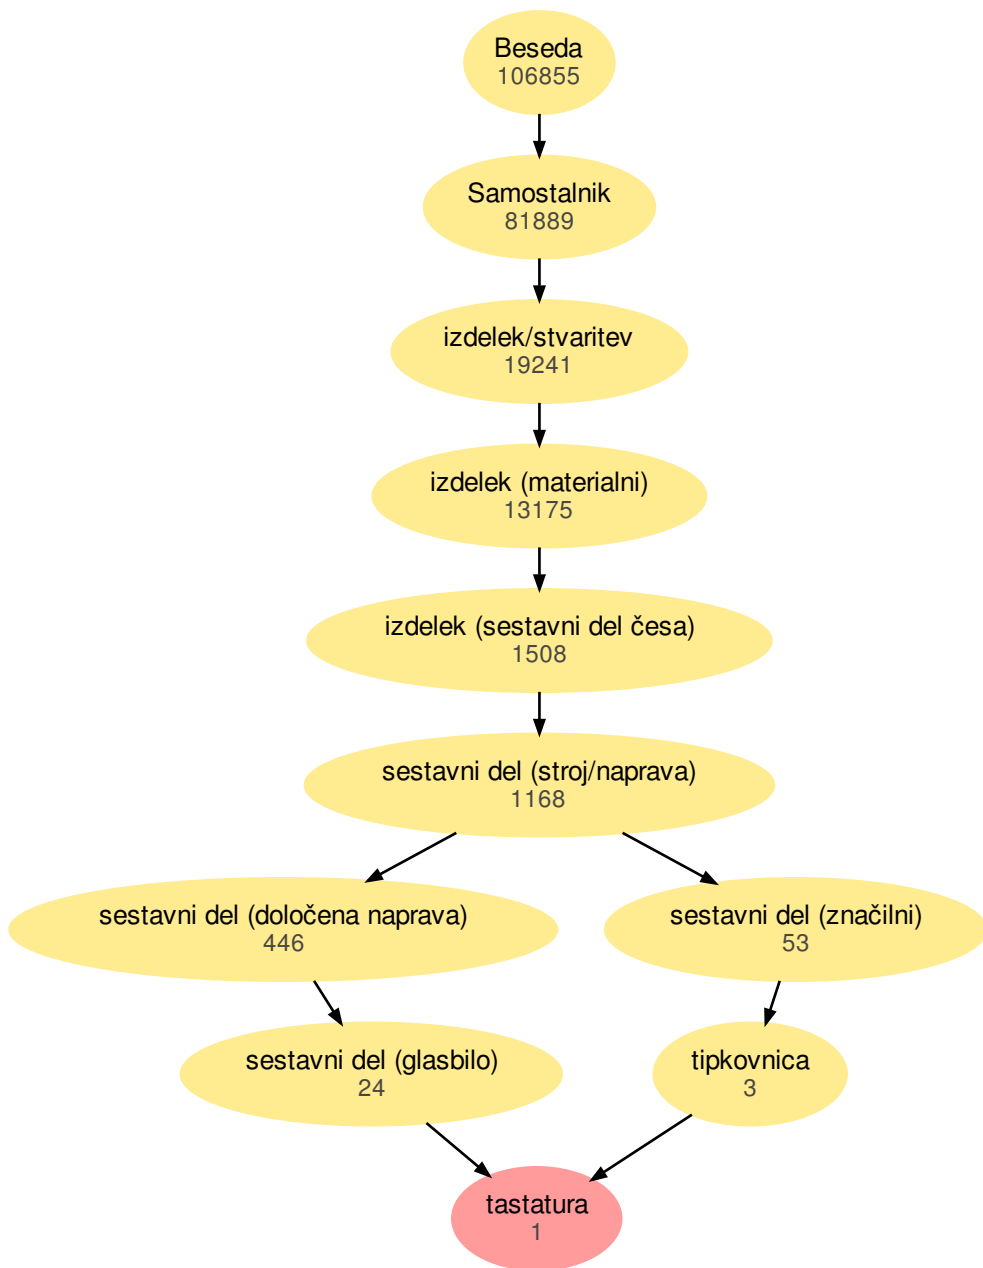 Beseda
106855
Samostalnik
81889
izdelek/stvaritev
19241
izdelek (materialni)
13175
izdelek (sestavni del česa)
1508
sestavni del (stroj/naprava)
1168
sestavni del (določena naprava)
446
sestavni del (značilni)
53
sestavni del (glasbilo)
24
tipkovnica
3
tastatura
1